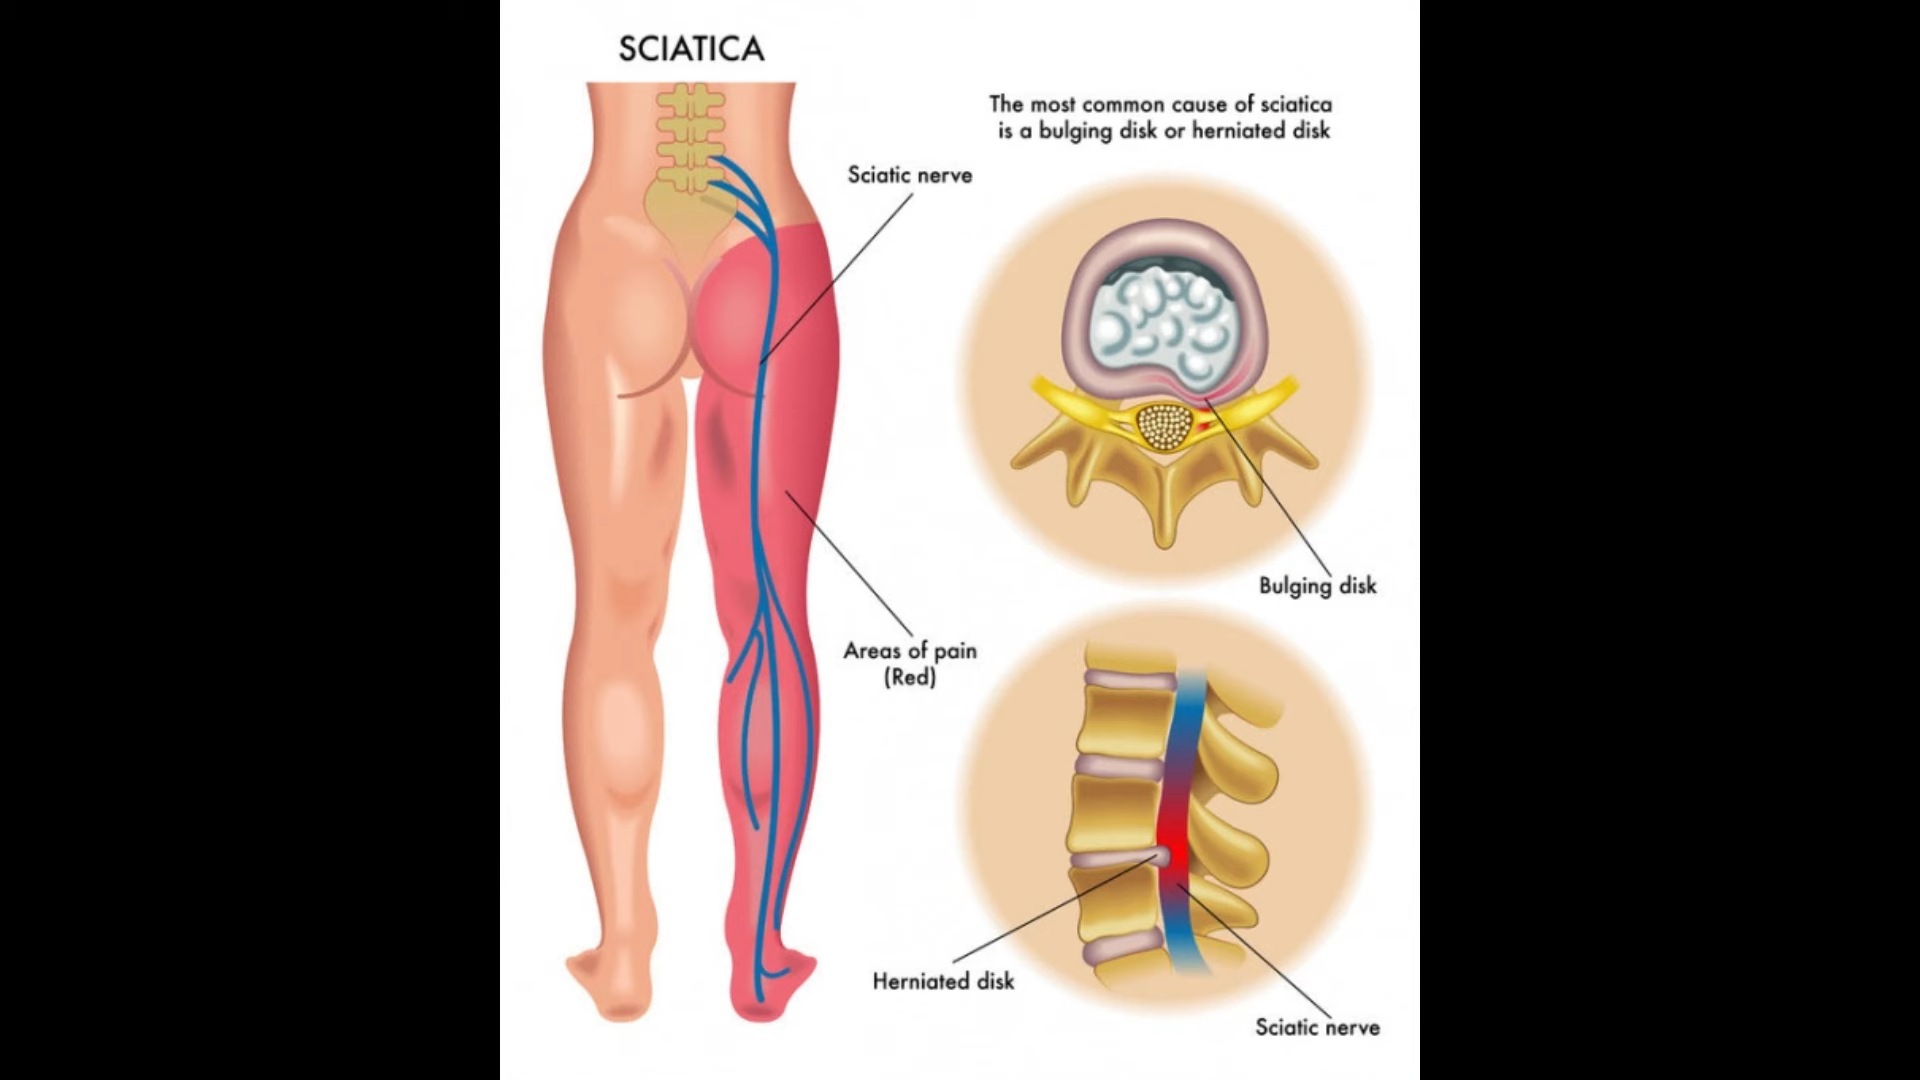 SCIATICA
The most common cause of sciatica
is a bulging disk or herniated disk
Sciatic nerve
Bulging disk
Areas of pain
(Red)
Herniated disk
Sciatic nerve